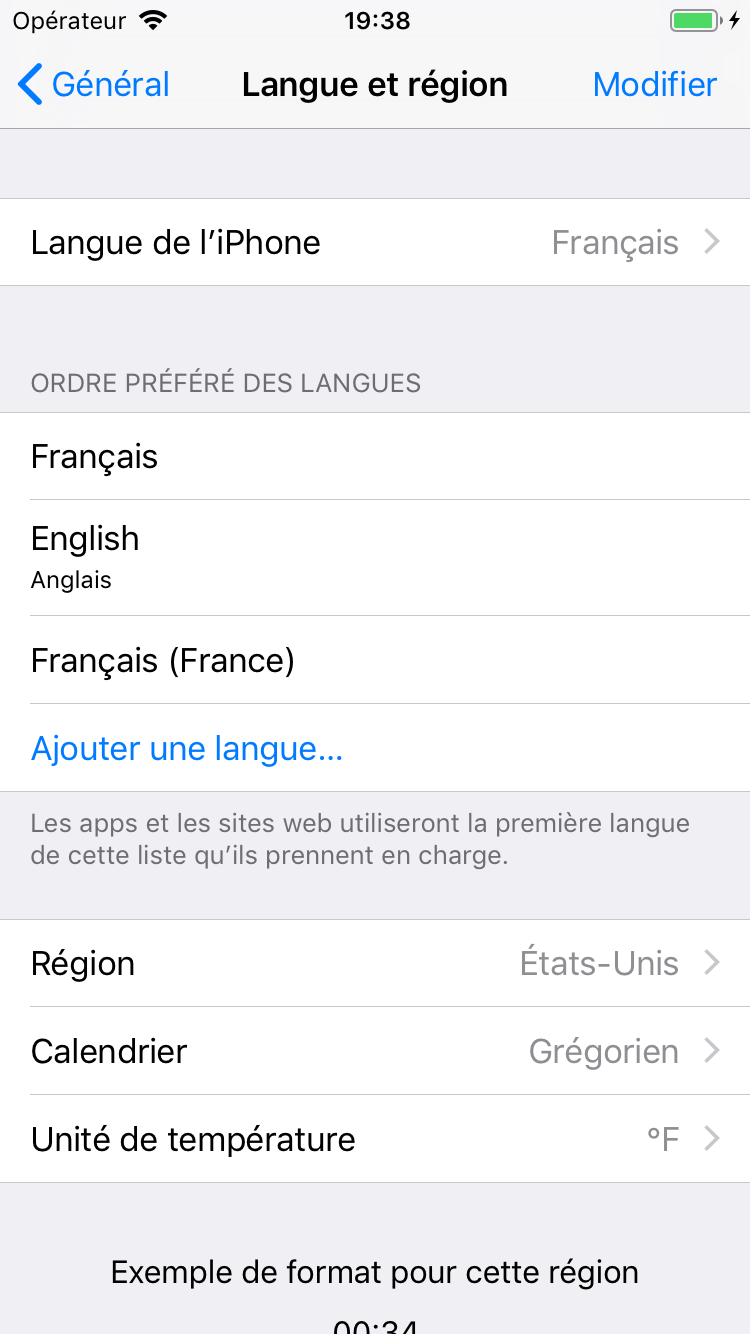 Opérateur 19:38
Général Langue et région Modifier
Langue de l’iPhone Français
ORDRE PRÉFÉRÉ DES LANGUES
Français
English
Anglais
Français (France)
Ajouter une langue...
Les apps et les sites web utiliseront la première langue
de cette liste qu’ils prennent en charge.
Région États-Unis
Calendrier Grégorien
Unité de température °F
Exemple de format pour cette région
00:34